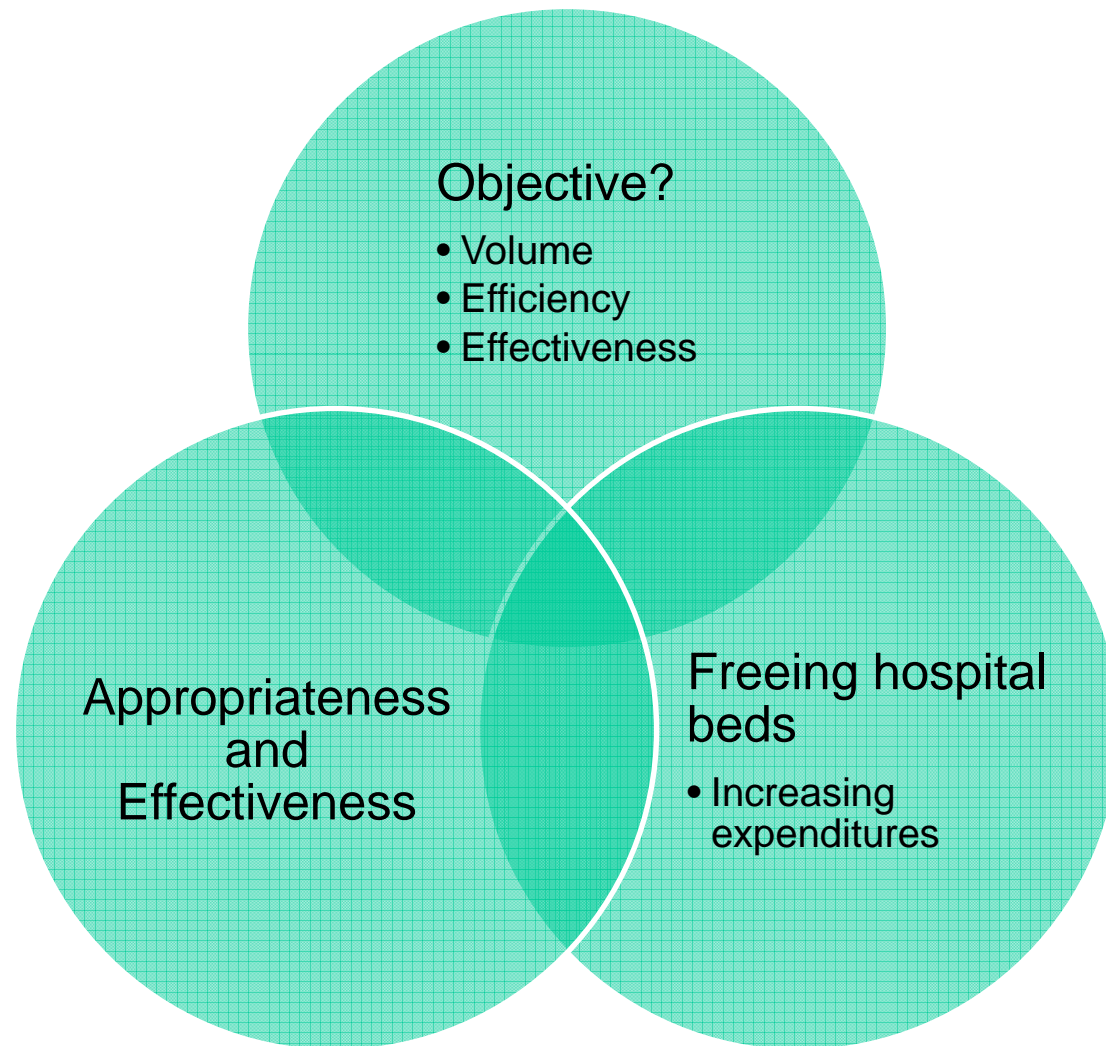 Objective?
• Volume
• Efficiency
• Effectiveness
Appropriateness
and
Effectiveness
Freeing hospital
beds
• Increasing
expenditures